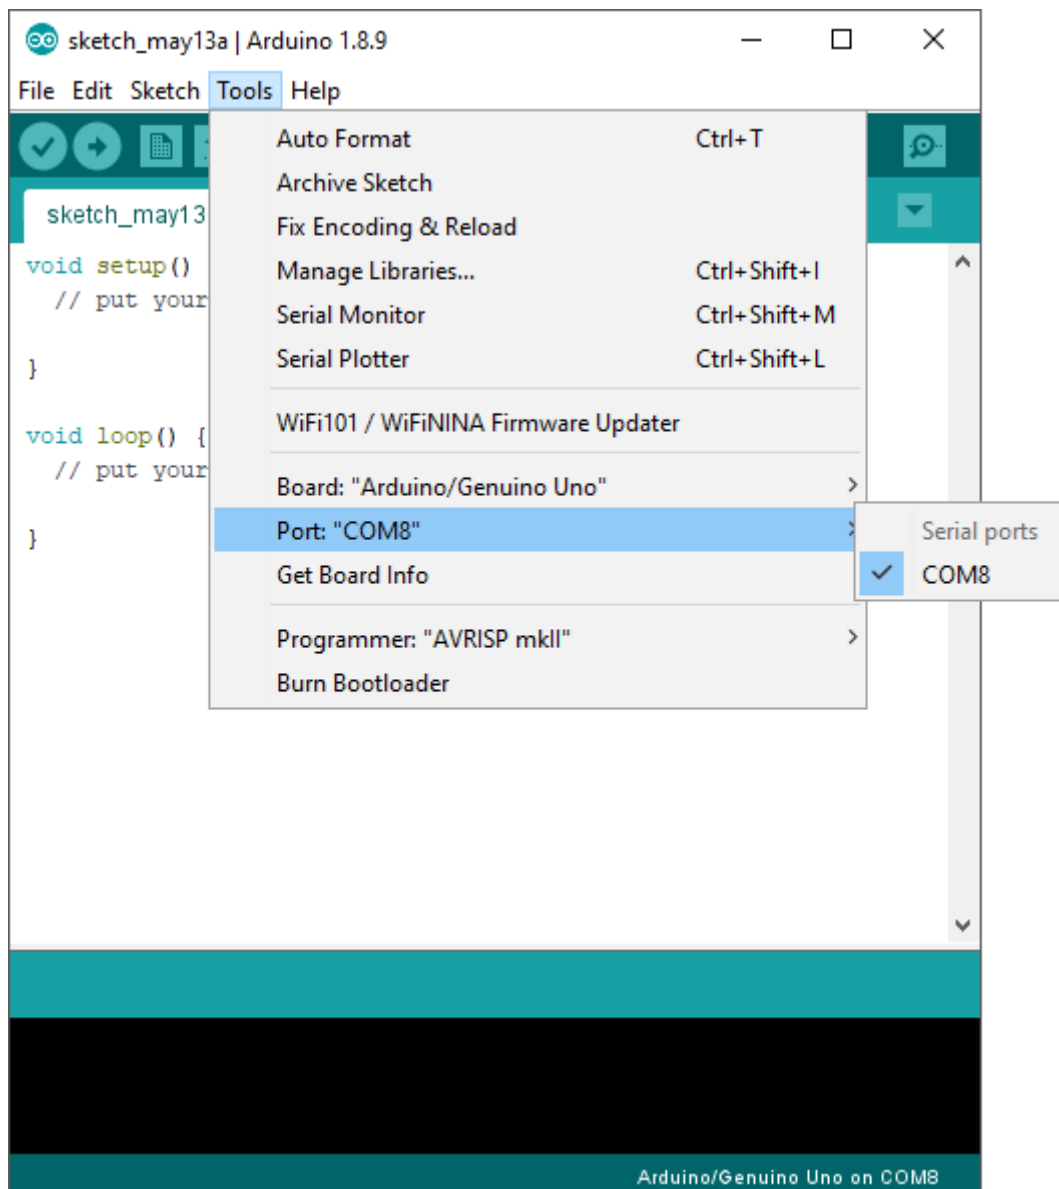 sketch_may13a | Arduino 1.8.9
File Edit Sketch Tools Help
Auto Format Ctrl+T
Archive Sketch
sketch_may13
Fix Encoding & Reload
void setup()
Manage Libraries... Ctrl+Shift+I
// put your
Serial Monitor Ctrl+Shift+M
Serial Plotter Ctrl+Shift+L
}
WiFi101 / WiFiNINA Firmware Updater
void loop() {
// put your
Board: "Arduino/Genuino Uno"
Port: "COM8"
Serial ports
}
Get Board Info
COM8
Programmer: "AVRISP mkII"
Burn Bootloader
Arduino/Genuino Uno on COM8